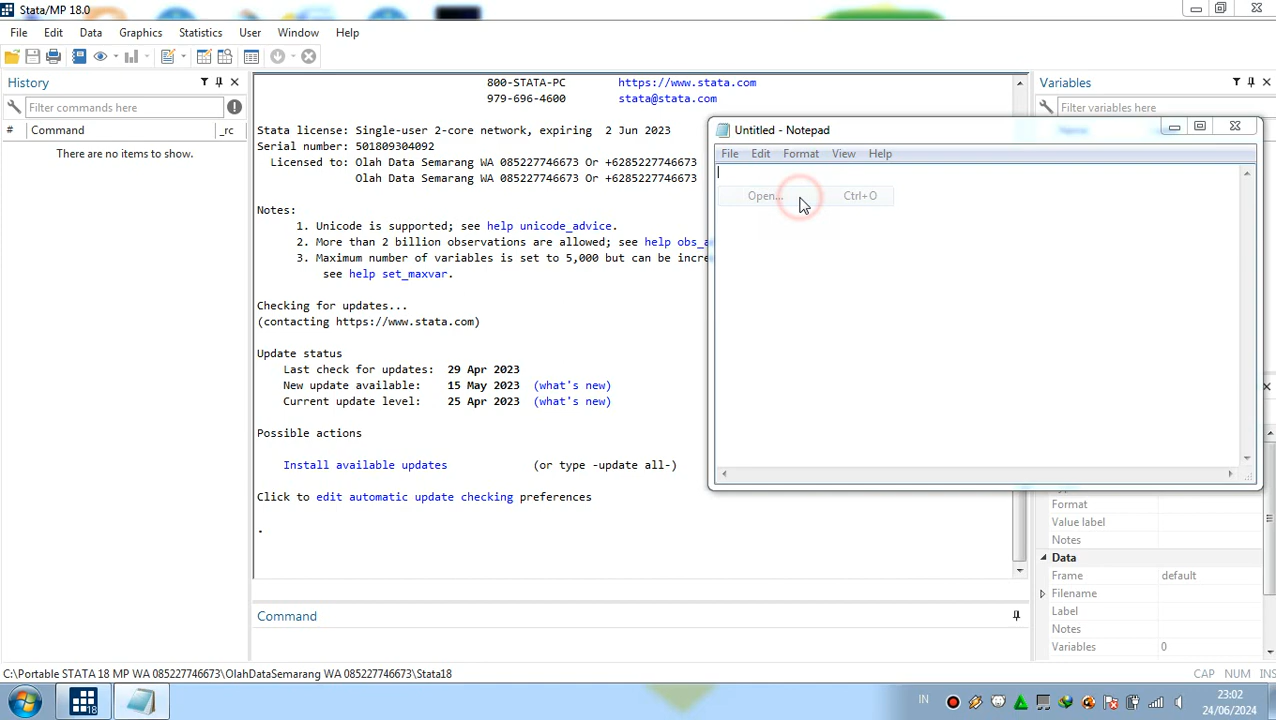 Stata/MP 18.0
File Edit Data Graphics Statistics User Window Help
History
Filter commands here
# Command _rc
There are no items to show.
800-STATA-PC https://www.stata.com
979-696-4600 stata@stata.com
Stata license: Single-user 2-core network, expiring 2 Jun 2023
Serial number: 501809304092
Licensed to: Olah Data Semarang WA 085227746673 Or +6285227746673
Olah Data Semarang WA 085227746673 Or +6285227746673
Notes:
1. Unicode is supported; see help unicode_advice.
2. More than 2 billion observations are allowed; see help obs_a
3. Maximum number of variables is set to 5,000 but can be incre
see help set_maxvar.
Checking for updates...
(contacting https://www.stata.com)
Update status
Last check for updates: 29 Apr 2023
New update available: 15 May 2023 (what's new)
Current update level: 25 Apr 2023 (what's new)
Possible actions
Install available updates (or type -update all-)
Click to edit automatic update checking preferences
.
Command
Variables
Filter variables here
Untitled - Notepad
File Edit Format View Help
Open... Ctrl+O
Format
Value label
Notes
Data
Frame default
Filename
Label
Notes
Variables 0
C:\Portable STATA 18 MP WA 085227746673\OlahDataSemarang WA 085227746673\Stata18
CAP NUM INS
18
IN
23:02
24/06/2024